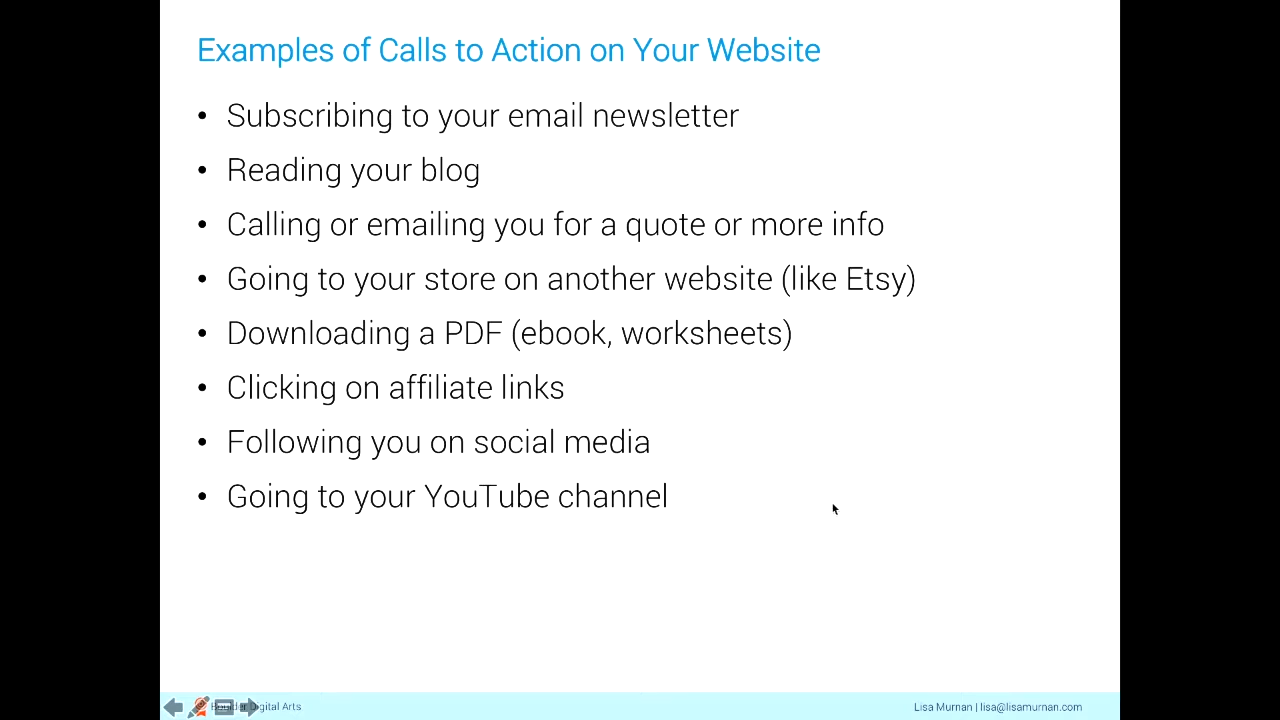 Examples of Calls to Action on Your Website
• Subscribing to your email newsletter
• Reading your blog
• Calling or emailing you for a quote or more info
• Going to your store on another website (like Etsy)
• Downloading a PDF (ebook, worksheets)
• Clicking on affiliate links
• Following you on social media
• Going to your YouTube channel
Boulder Digital Arts
Lisa Murnan | lisa@lisamurnan.com